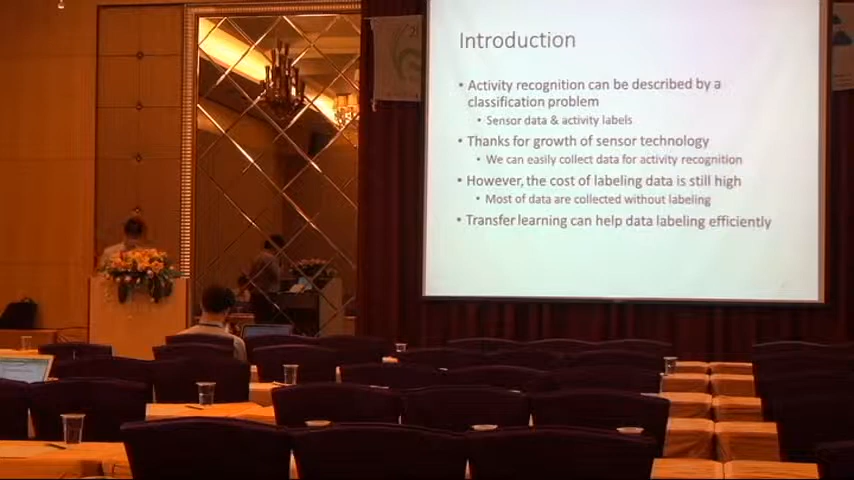 Introduction
• Activity recognition can be described by a
classification problem
• Sensor data & activity labels
• Thanks for growth of sensor technology
• We can easily collect data for activity recognition
• However, the cost of labeling data is still high
• Most of data are collected without labeling
• Transfer learning can help data labeling efficiently